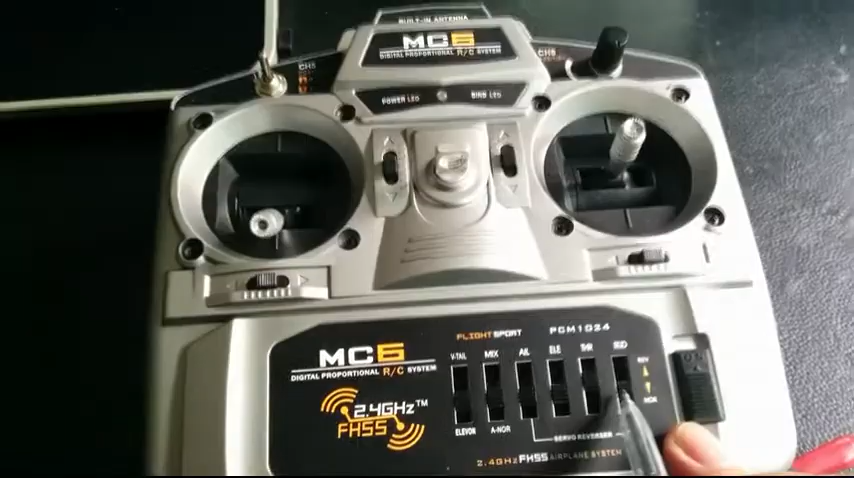 BUILT-IN ANTENNA
MC6
DIGITAL PROPORTIONAL R/C SYSTEM
CH5
CH6
POWER LED
BIND LED
FLIGHTSPORT
PCM1024
MC6
DIGITAL PROPORTIONAL R/C SYSTEM
2.4GHz™
FHSS
V-TAIL MIX AIL ELE THR RUD
REV
NOR
ELEVON A-NOR
SERVO REVERSER
2.4GHz FHSS AIRPLANE SYSTEM